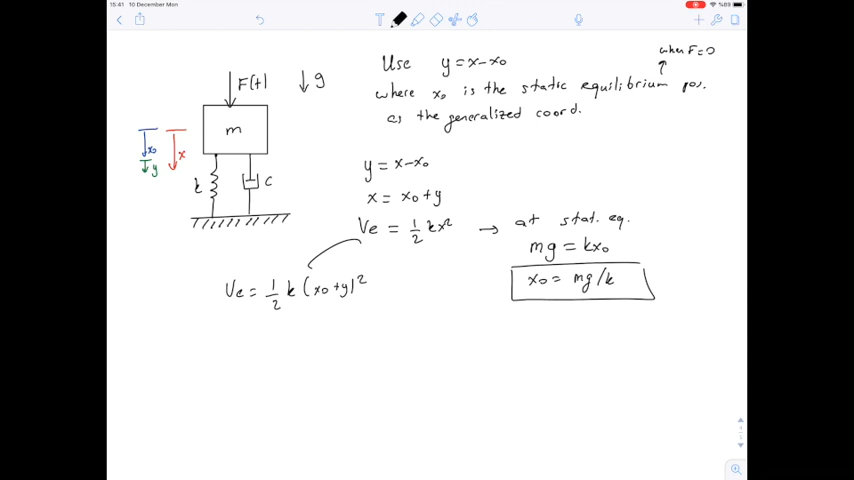 15:41 10 December Mon
%89
when F=0
Use y = x-x₀
where x₀ is the static equilibrium pos.
as the generalized coord.
F(t)
g
m
x₀
x
y
k
c
y = x-x₀
x = x₀+y
Ve = 1/2 kx² → at stat. eq.
mg = kx₀
x₀ = mg/k
Ve = 1/2 k (x₀+y)²